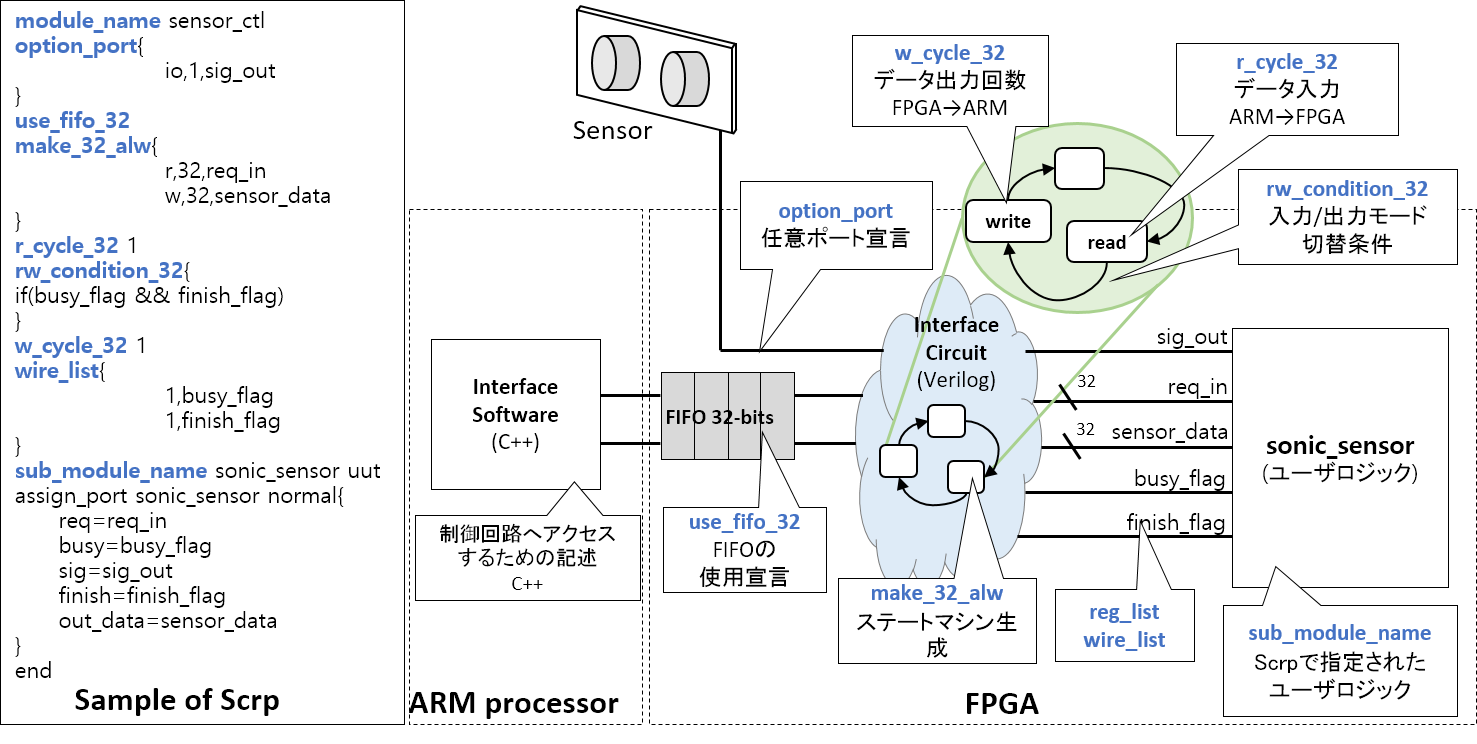 module_name sensor_ctl
option_port{
io,1,sig_out
}
use_fifo_32
make_32_alw{
r,32,req_in
w,32,sensor_data
}
r_cycle_32 1
rw_condition_32{
if(busy_flag && finish_flag)
}
w_cycle_32 1
wire_list{
1,busy_flag
1,finish_flag
}
sub_module_name sonic_sensor uut
assign_port sonic_sensor normal{
req=req_in
busy=busy_flag
sig=sig_out
finish=finish_flag
out_data=sensor_data
}
end
Sample of Scrp
Sensor
w_cycle_32
データ出力回数
FPGA→ARM
r_cycle_32
データ入力
ARM→FPGA
option_port
任意ポート宣言
write
read
rw_condition_32
入力/出力モード
切替条件
Interface
Software
(C++)
FIFO 32-bits
Interface
Circuit
(Verilog)
sig_out
32
req_in
32
sensor_data
busy_flag
finish_flag
sonic_sensor
(ユーザロジック)
制御回路へアクセス
するための記述
C++
use_fifo_32
FIFOの
使用宣言
make_32_alw
ステートマシン生
成
reg_list
wire_list
sub_module_name
Scrpで指定された
ユーザロジック
ARM processor
FPGA